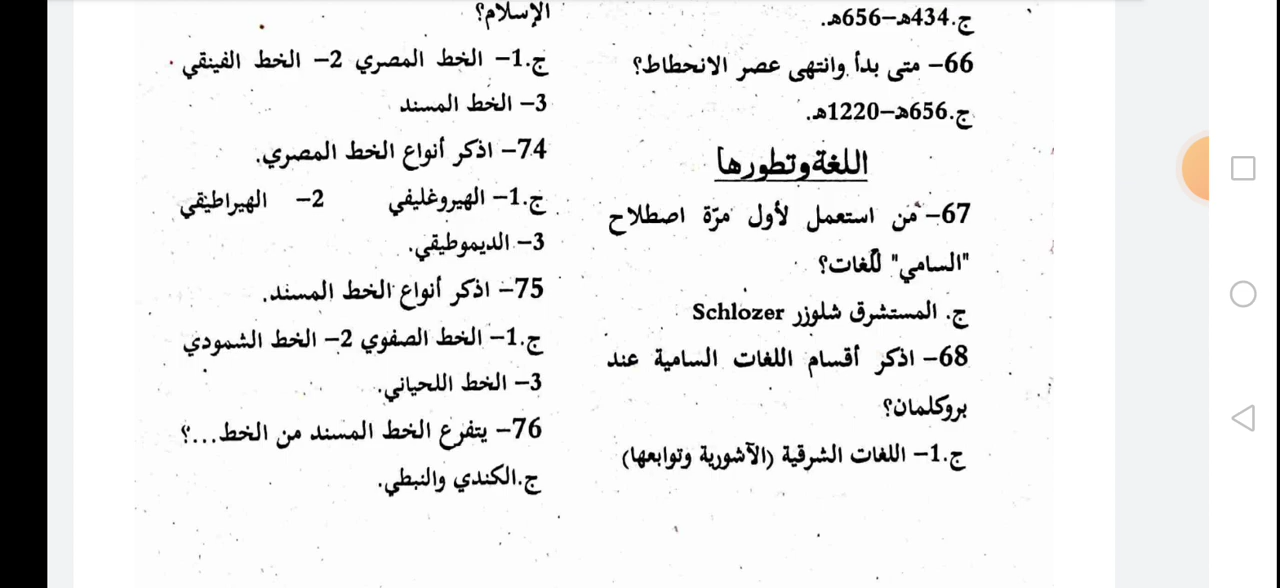 ج.434هـ–656هـ.
66– متى بدأ وانتهى عصر الانحطاط؟
ج.656هـ–1220هـ.
اللغة وتطورها
67– من استعمل لأول مرّة اصطلاح
"السامي" للغات؟
ج. المستشرق شلوزر Schlozer
68– اذكر أقسام اللغات السامية عند
بروكلمان؟
ج.1– اللغات الشرقية (الآشورية وتوابعها)
الإسلام؟
ج.1– الخط المصري 2– الخط الفينقي
3– الخط المسند
74– اذكر أنواع الخط المصري.
ج.1– الهيروغليفي 2– الهيراطيقي
3– الديموطيقي.
75– اذكر أنواع الخط المسند.
ج.1– الخط الصفوي 2– الخط الشمودي
3– الخط اللحياني.
76– يتفرع الخط المسند من الخط...؟
ج.الكندي والنبطي.